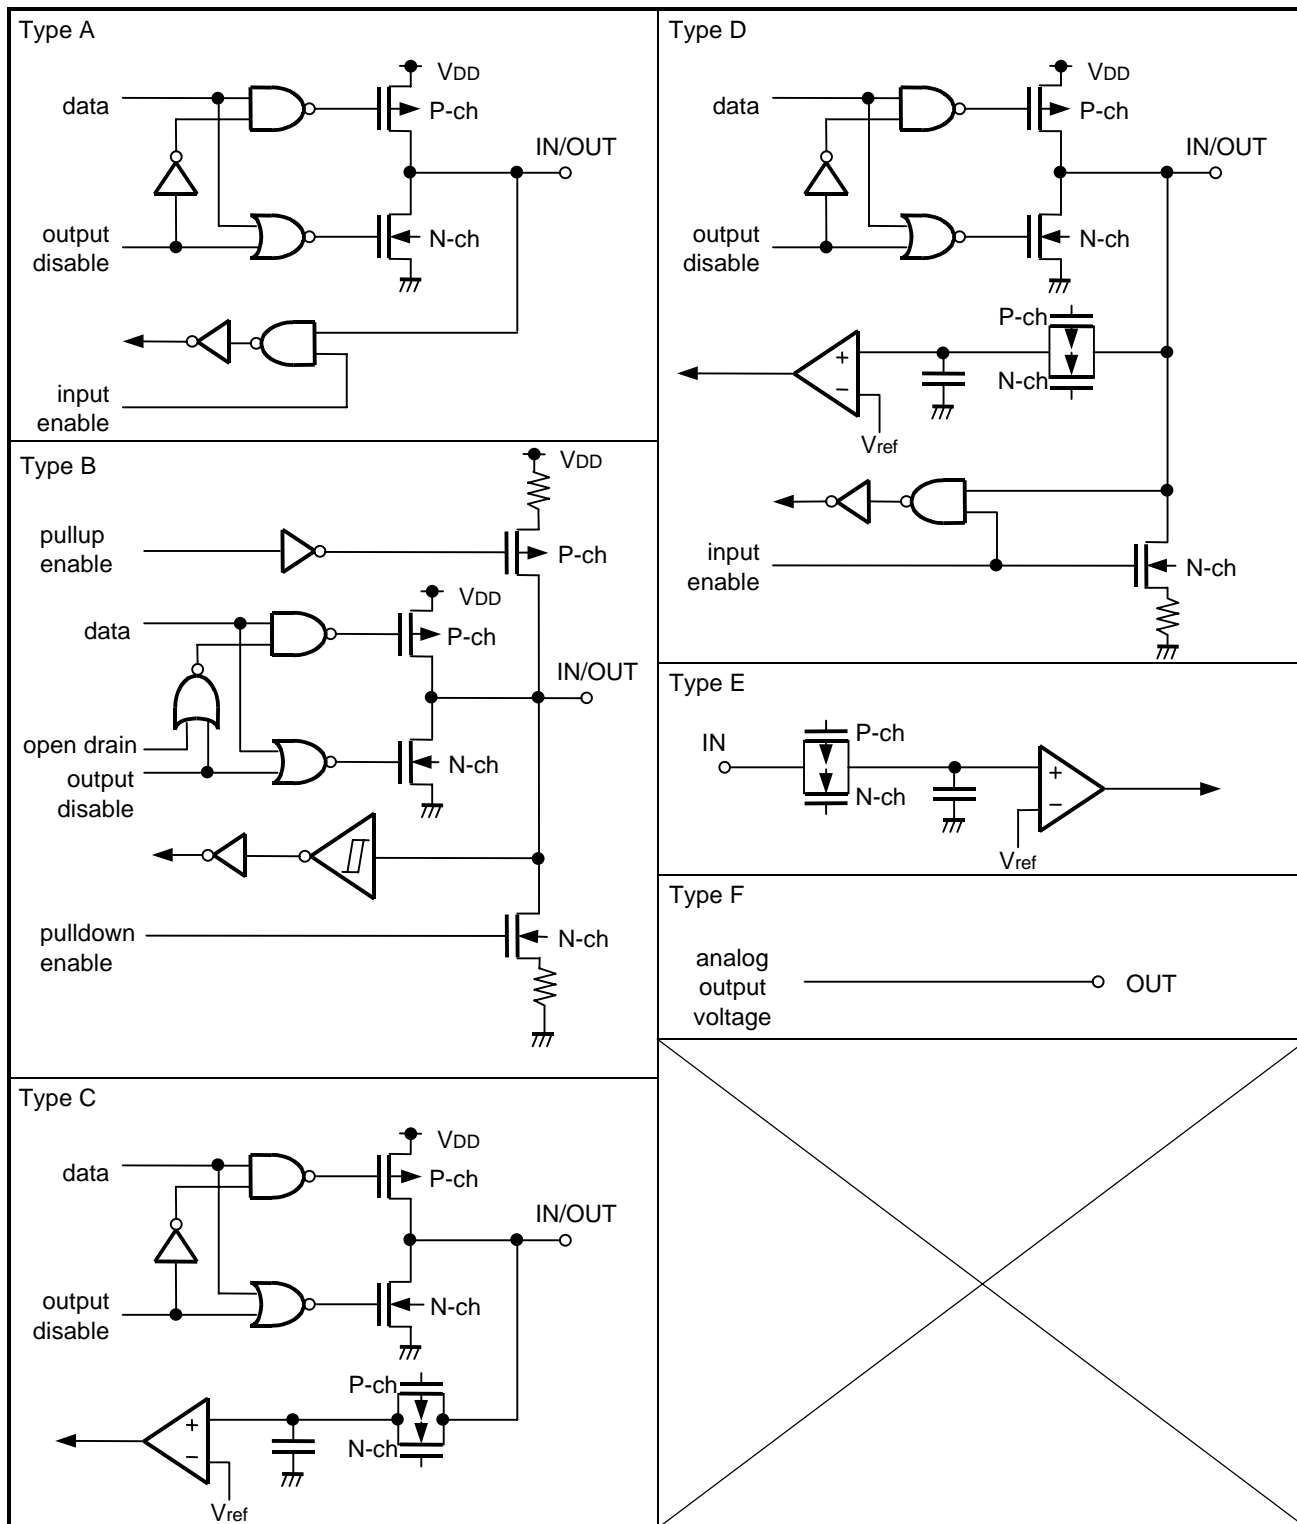 Type A
VDD
data
P-ch
IN/OUT
output
disable
N-ch
input
enable
Type B
VDD
pullup
enable
P-ch
VDD
data
P-ch
IN/OUT
open drain
output
disable
N-ch
pulldown
enable
N-ch
Type C
VDD
data
P-ch
IN/OUT
output
disable
N-ch
P-ch
+
−
N-ch
Vref
Type D
VDD
data
P-ch
IN/OUT
output
disable
N-ch
P-ch
+
−
N-ch
Vref
input
enable
N-ch
Type E
IN
P-ch
N-ch
+
−
Vref
Type F
analog
output
voltage
OUT